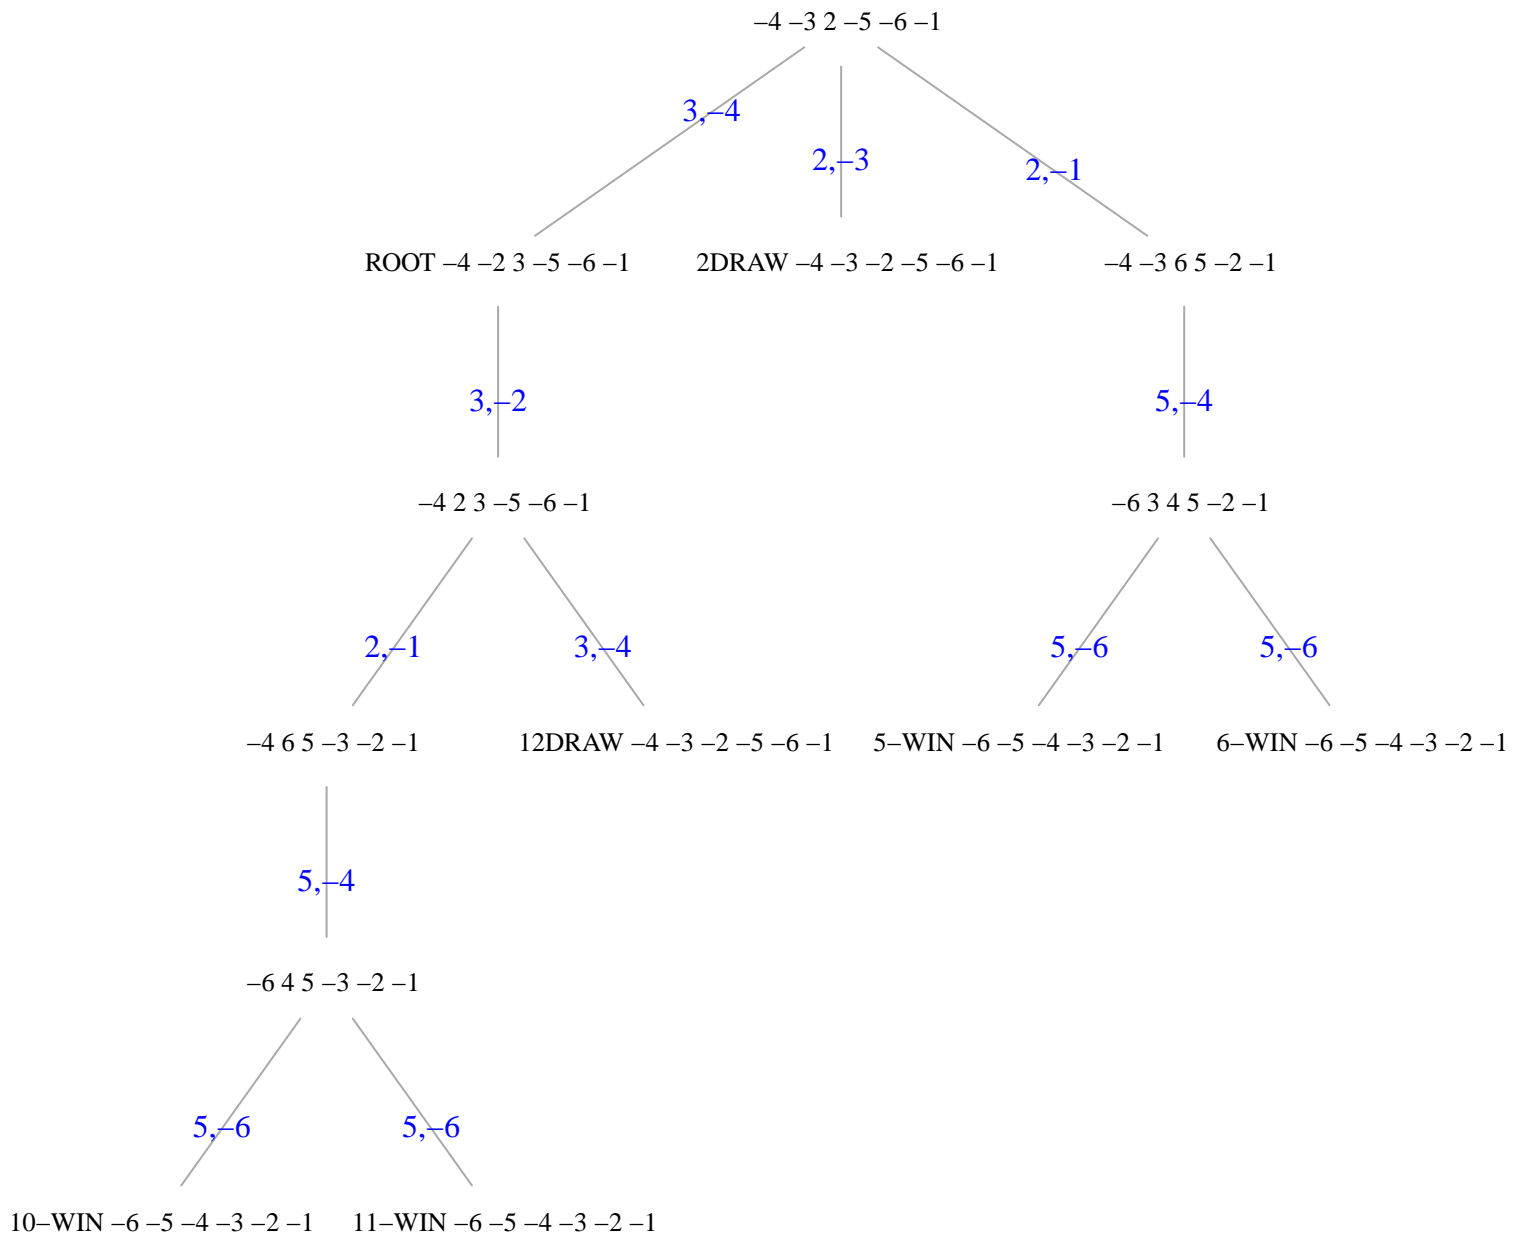 –4 –3 2 –5 –6 –1
3,–4
2,–3
2,–1
ROOT –4 –2 3 –5 –6 –1
2DRAW –4 –3 –2 –5 –6 –1
–4 –3 6 5 –2 –1
3,–2
5,–4
–4 2 3 –5 –6 –1
–6 3 4 5 –2 –1
2,–1
3,–4
5,–6
5,–6
–4 6 5 –3 –2 –1
12DRAW –4 –3 –2 –5 –6 –1
5–WIN –6 –5 –4 –3 –2 –1
6–WIN –6 –5 –4 –3 –2 –1
5,–4
–6 4 5 –3 –2 –1
5,–6
5,–6
10–WIN –6 –5 –4 –3 –2 –1
11–WIN –6 –5 –4 –3 –2 –1